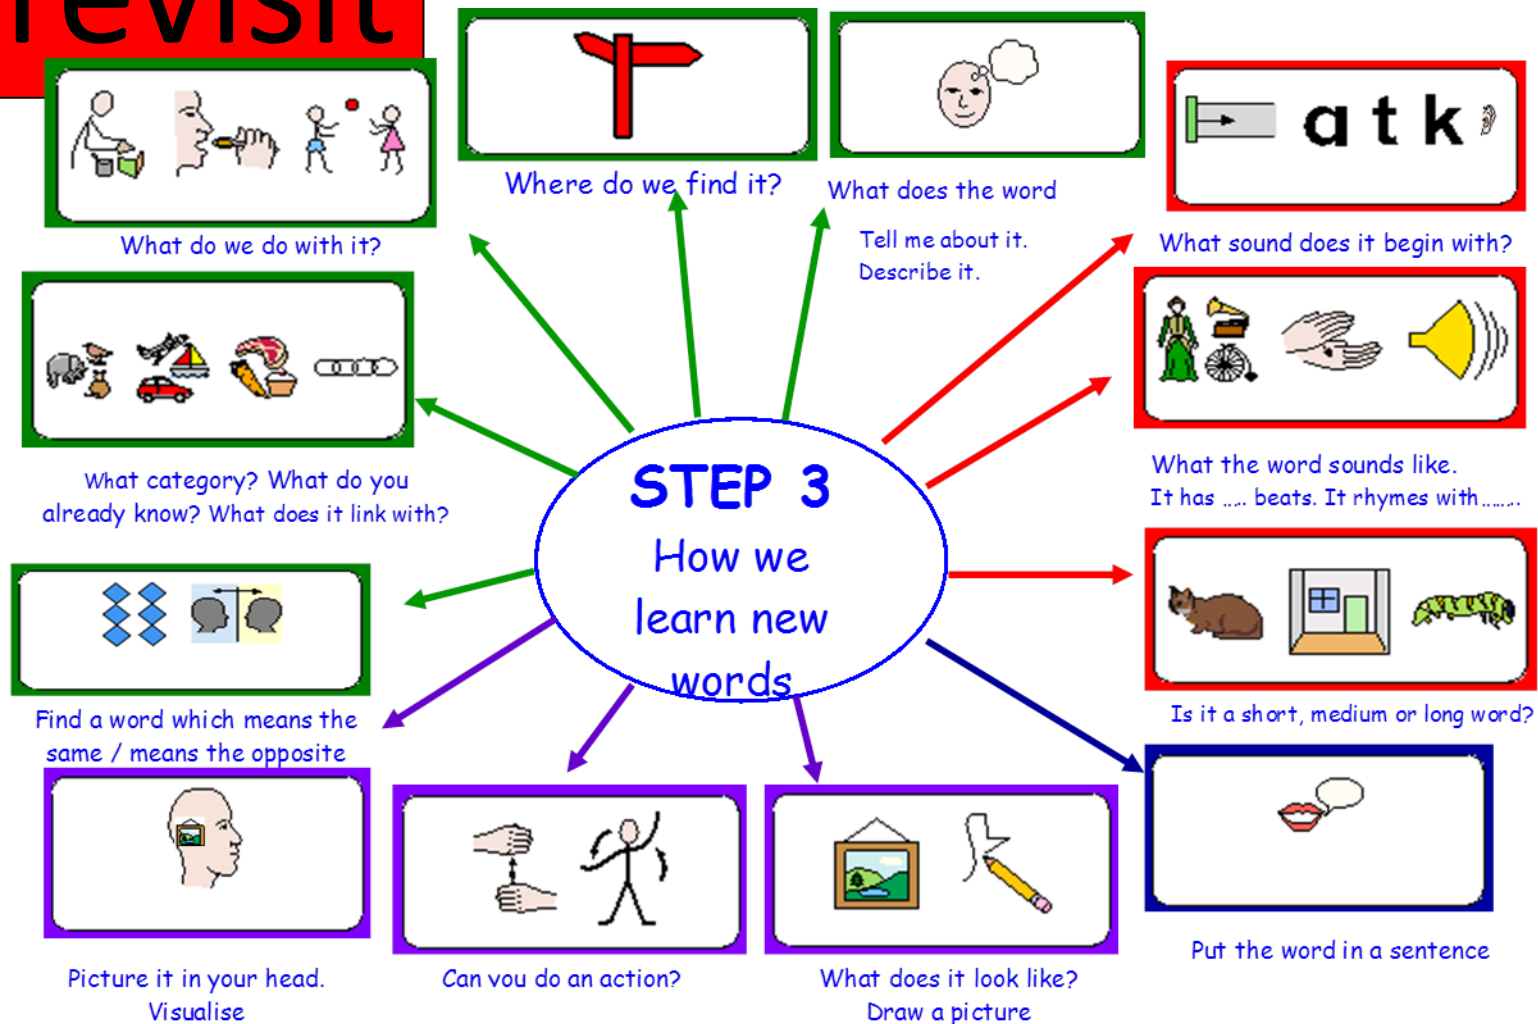 revisit
What do we do with it?
Where do we find it?
What does the word
Tell me about it.
Describe it.
a t k
What sound does it begin with?
What category? What do you
already know? What does it link with?
What the word sounds like.
It has ..... beats. It rhymes with.......
STEP 3
How we
learn new
words
Find a word which means the
same / means the opposite
Is it a short, medium or long word?
Picture it in your head.
Visualise
Can you do an action?
What does it look like?
Draw a picture
Put the word in a sentence